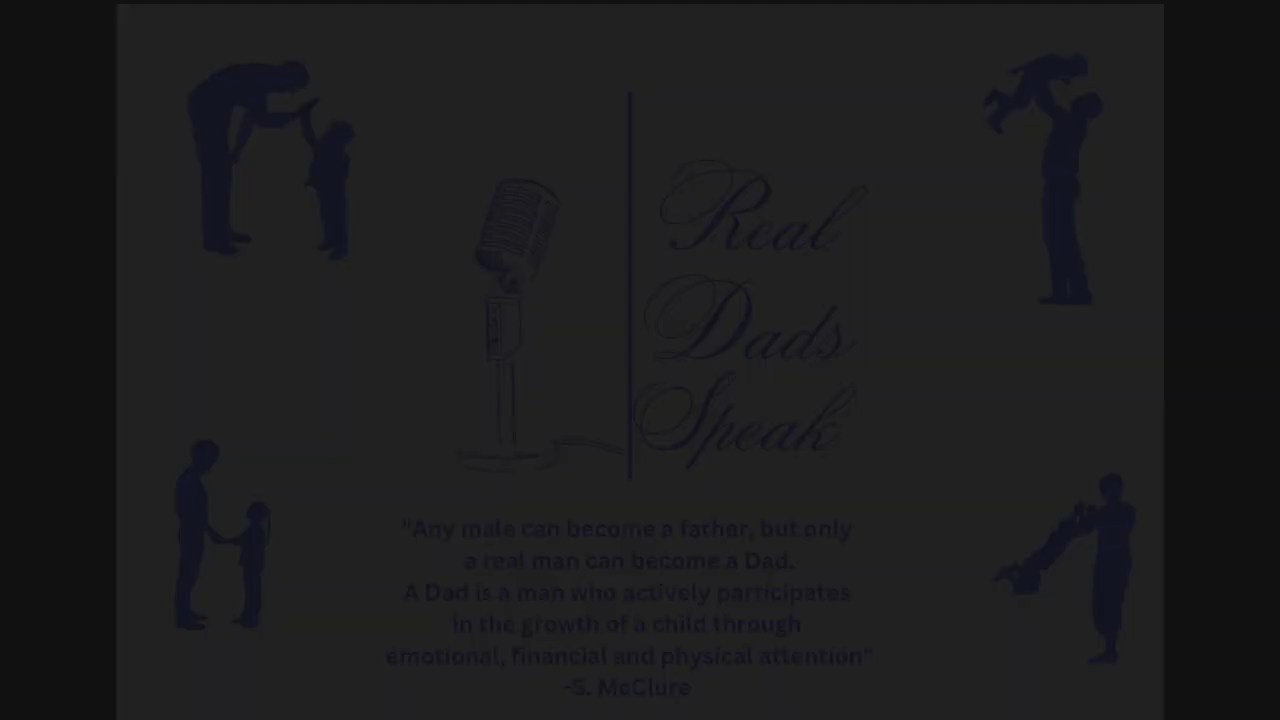 Real
Dads
Speak
"Any male can become a father, but only
a real man can become a Dad.
A Dad is a man who actively participates
in the growth of a child through
emotional, financial and physical attention"
-S. McClure